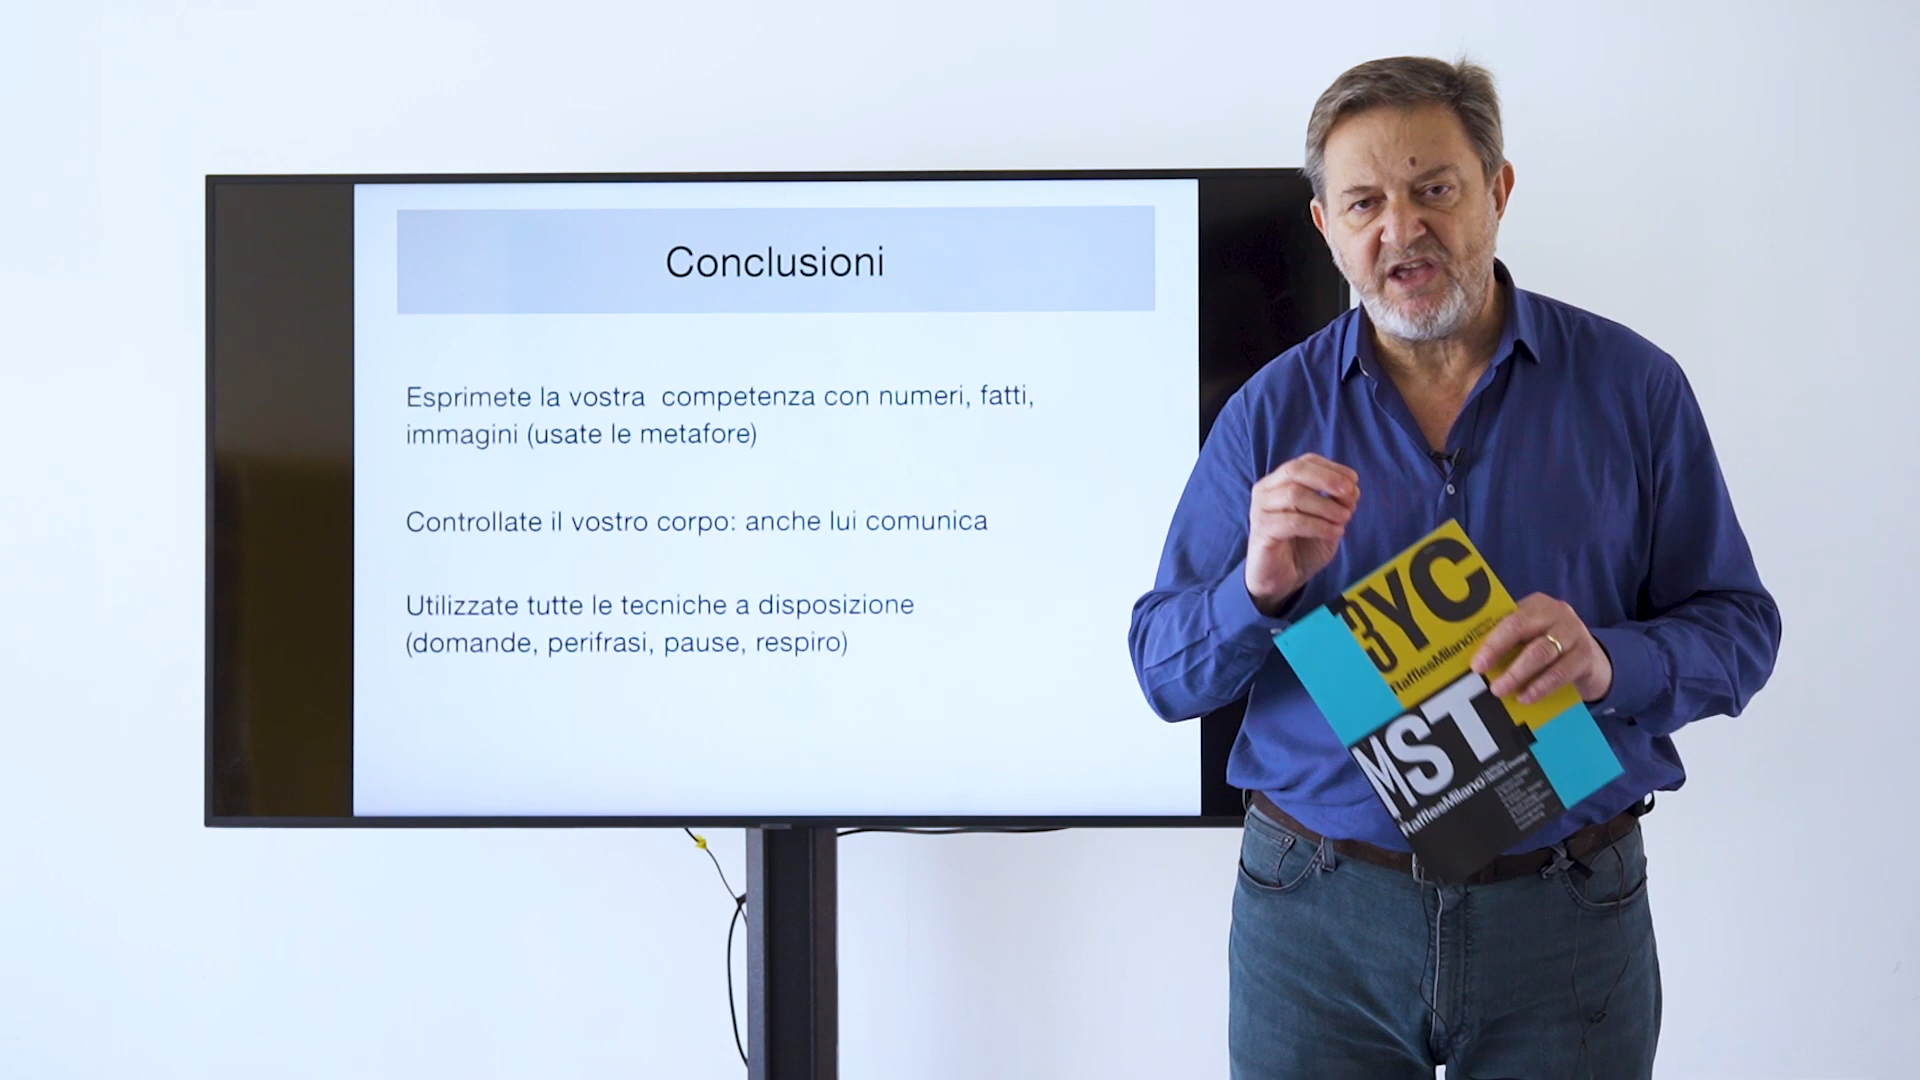 Conclusioni
Esprimete la vostra competenza con numeri, fatti,
immagini (usate le metafore)
Controllate il vostro corpo: anche lui comunica
Utilizzate tutte le tecniche a disposizione
(domande, perifrasi, pause, respiro)
3YC
RafflesMilano
MST
RafflesMilano